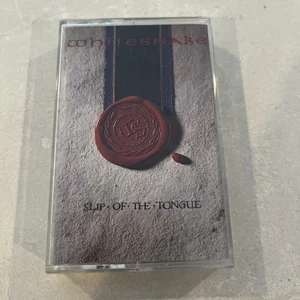 WHITESNAKE
SLIP · OF · THE · TONGUE